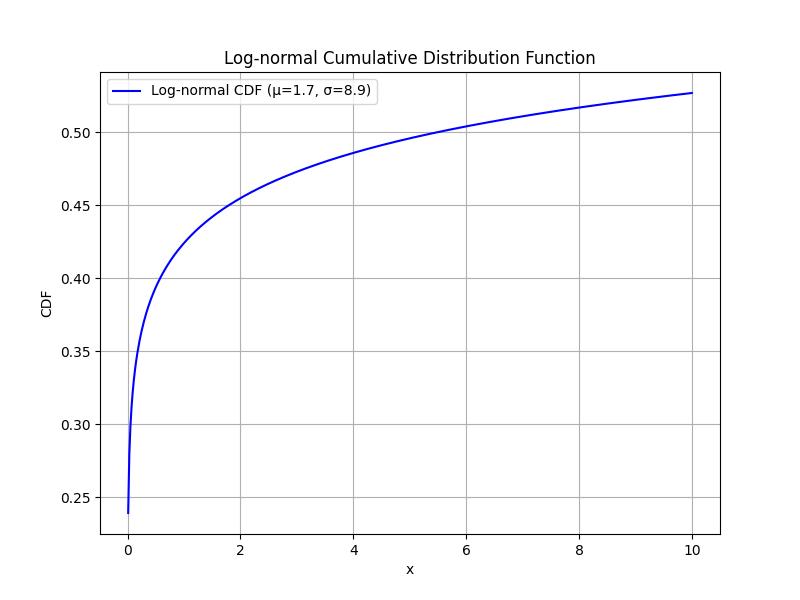 Log-normal Cumulative Distribution Function
Log-normal CDF (μ=1.7, σ=8.9)
0.50
0.45
0.40
0.35
0.30
0.25
CDF
0 2 4 6 8 10
x